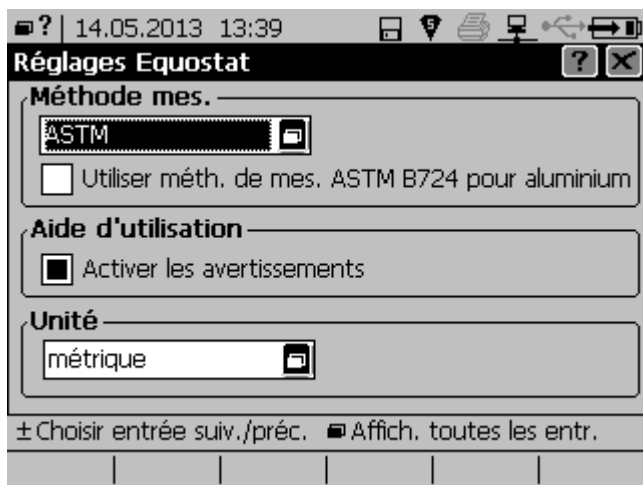 ? | 14.05.2013 13:39
Réglages Equostat
Méthode mes.
ASTM
Utiliser méth. de mes. ASTM B724 pour aluminium
Aide d'utilisation
Activer les avertissements
Unité
métrique
± Choisir entrée suiv./préc. Affich. toutes les entr.